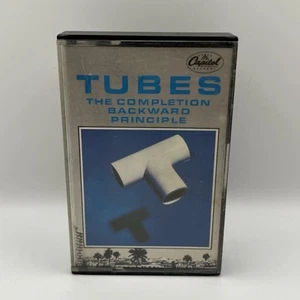 Capitol
TUBES
THE COMPLETION
BACKWARD
PRINCIPLE